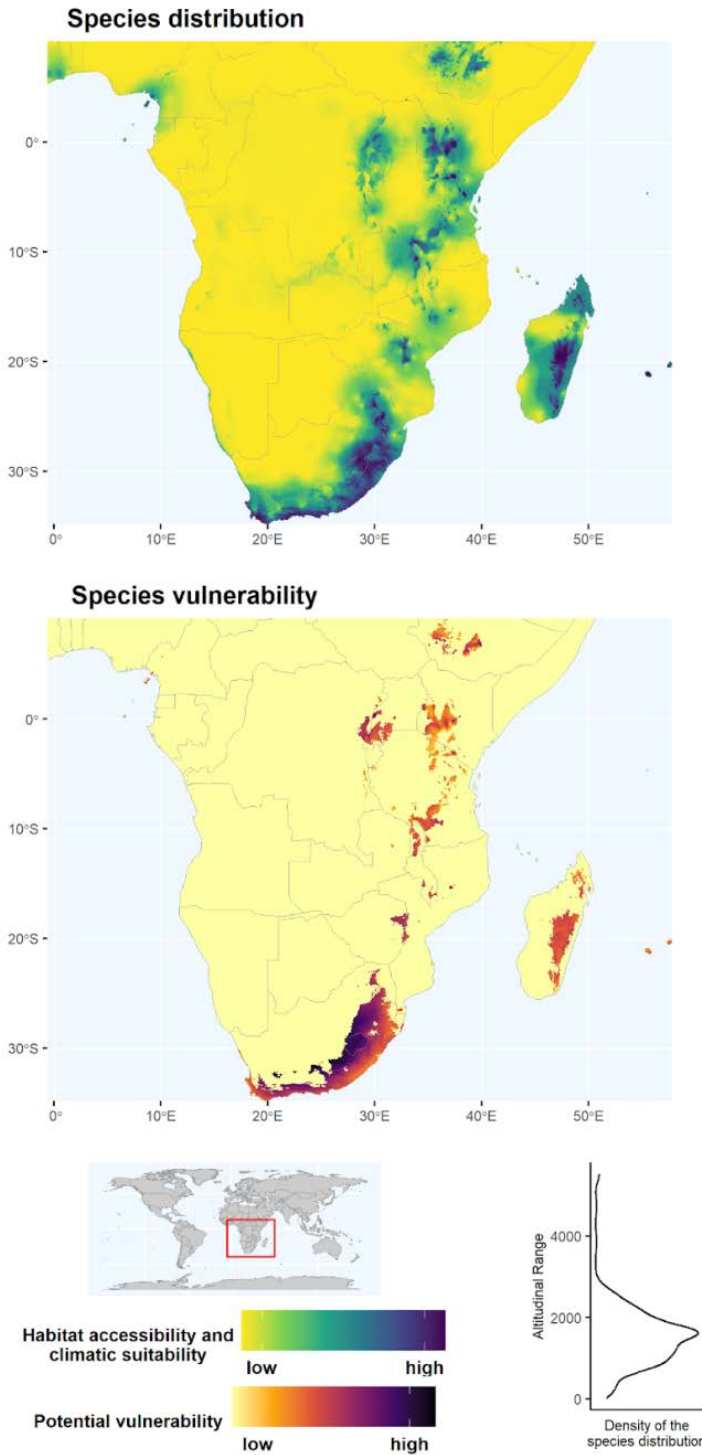 Species distribution
0°
10°S
20°S
30°S
0°
10°E
20°E
30°E
40°E
50°E
Species vulnerability
0°
10°S
20°S
30°S
0°
10°E
20°E
30°E
40°E
50°E
Habitat accessibility and
climatic suitability
low
high
Potential vulnerability
low
high
Altitudinal Range
4000
2000
0
Density of the
species distribution